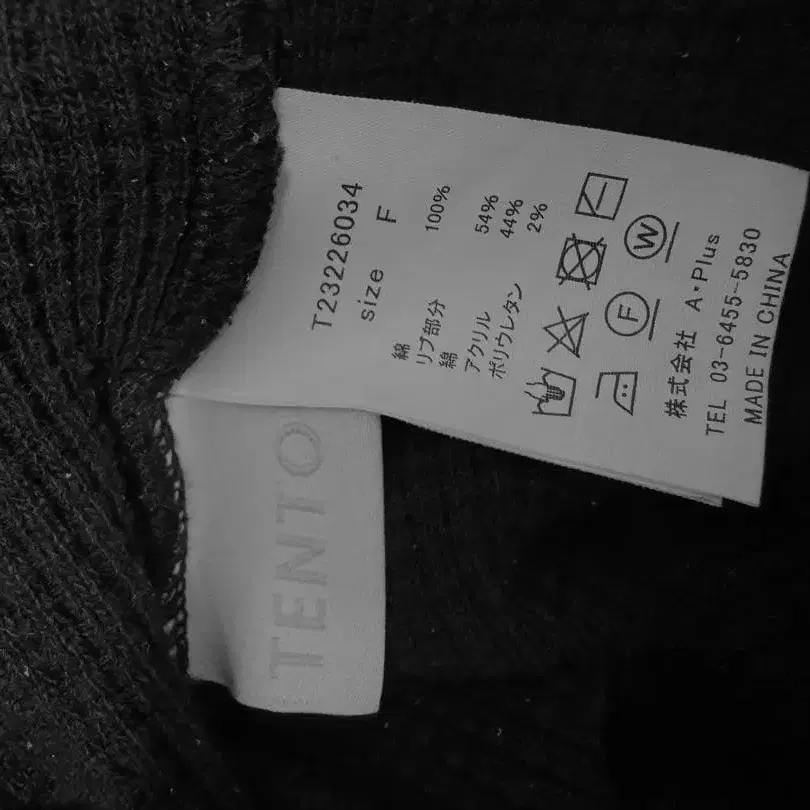 T23226034
size F
綿 100%
リブ部分
綿 54%
アクリル 44%
ポリウレタン 2%
F
W
株式会社 A・Plus
TEL 03-6455-5830
MADE IN CHINA
TENTO